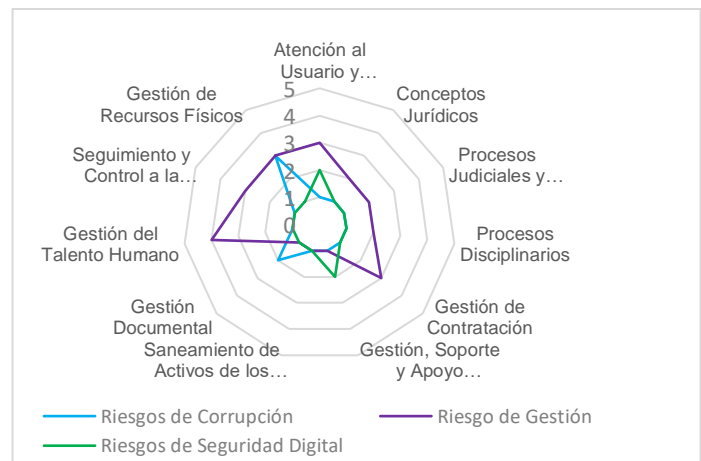 Atención al
Usuario y...
Conceptos
Jurídicos
Procesos
Judiciales y...
Procesos
Disciplinarios
Gestión de
Contratación
Gestión, Soporte
y Apoyo...
Saneamiento de
Activos de los...
Gestión
Documental
Gestión del
Talento Humano
Seguimiento y
Control a la...
Gestión de
Recursos Físicos
5
4
3
2
1
0
Riesgos de Corrupción
Riesgo de Gestión
Riesgos de Seguridad Digital